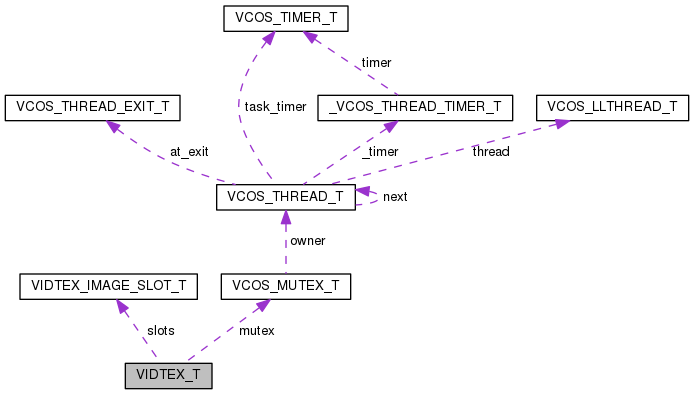 VCOS_TIMER_T
timer
VCOS_THREAD_EXIT_T
task_timer
_VCOS_THREAD_TIMER_T
VCOS_LLTHREAD_T
at_exit
_timer
thread
VCOS_THREAD_T
next
owner
VIDTEX_IMAGE_SLOT_T
VCOS_MUTEX_T
slots
mutex
VIDTEX_T